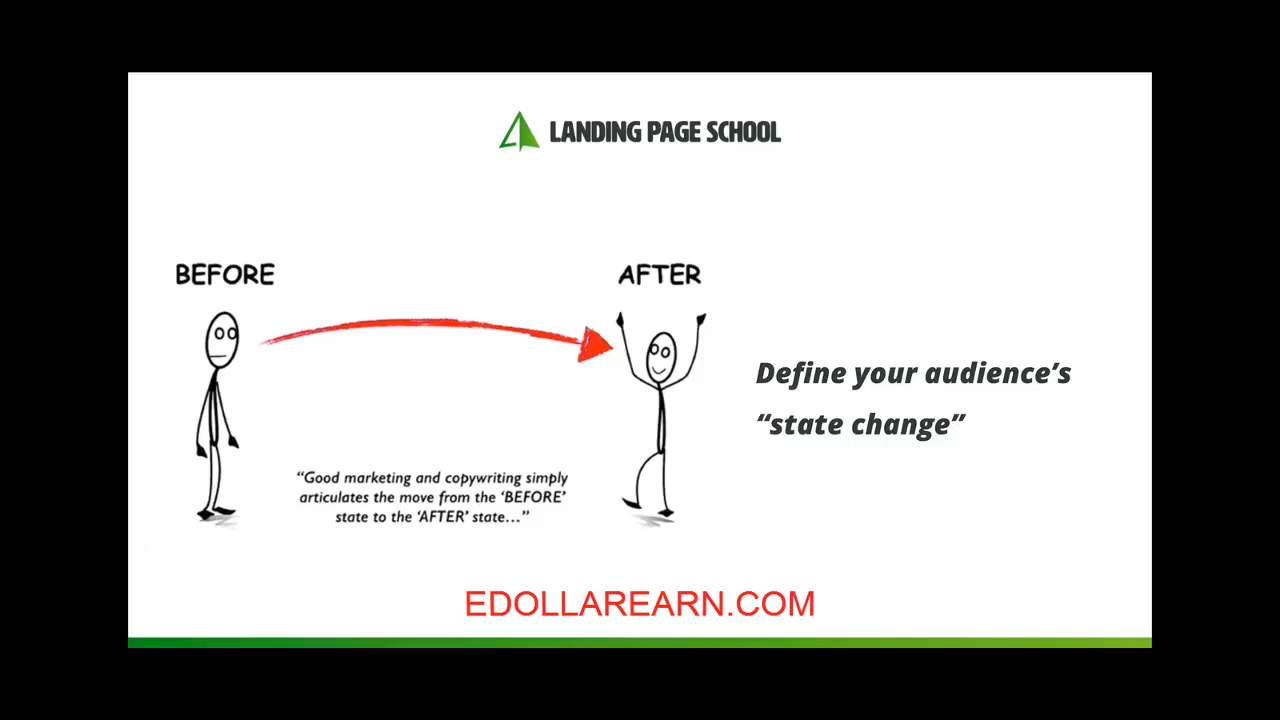 LANDING PAGE SCHOOL
BEFORE
AFTER
Define your audience’s
“state change”
“Good marketing and copywriting simply
articulates the move from the ‘BEFORE’
state to the ‘AFTER’ state...”
EDOLLAREARN.COM